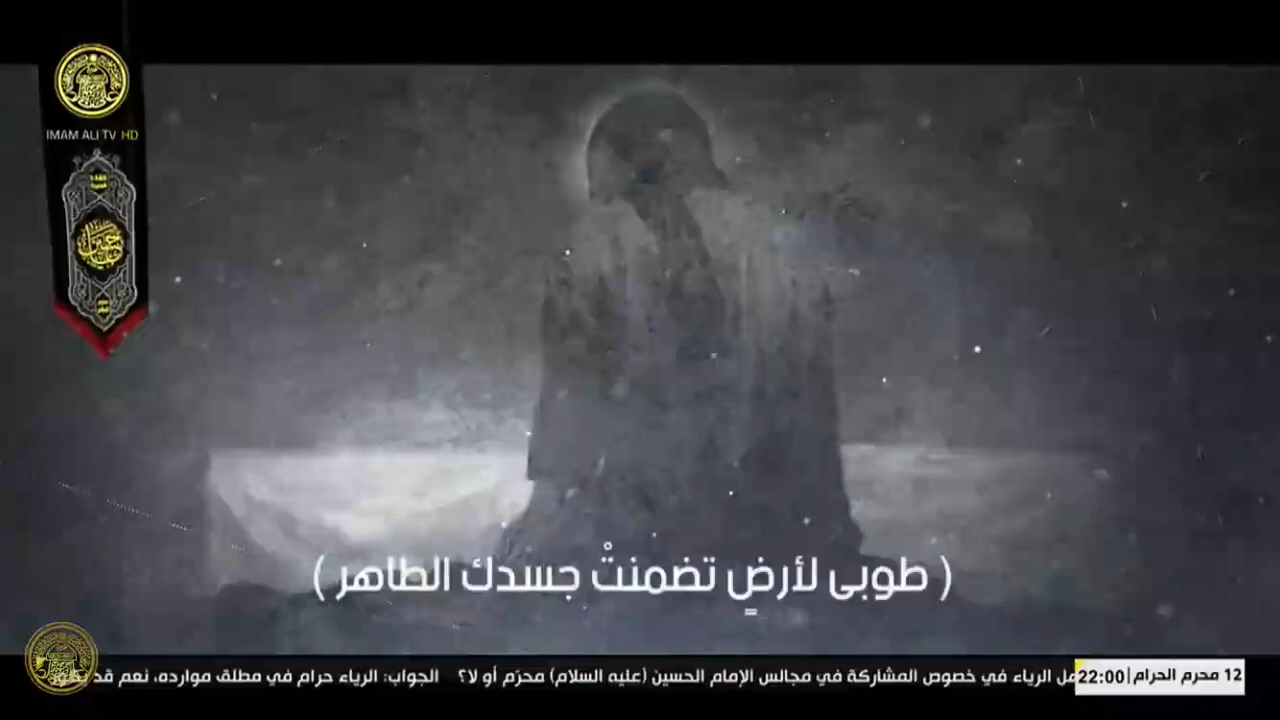 IMAM ALI TV HD
( طوبى لأرضٍ تضمنتْ جسدك الطاهر )
12 محرم الحرام | 22:00
الرياء في خصوص المشاركة في مجالس الإمام الحسين (عليه السلام) محرّم أو لا؟ الجواب: الرياء حرام في مطلق موارده، نعم قد